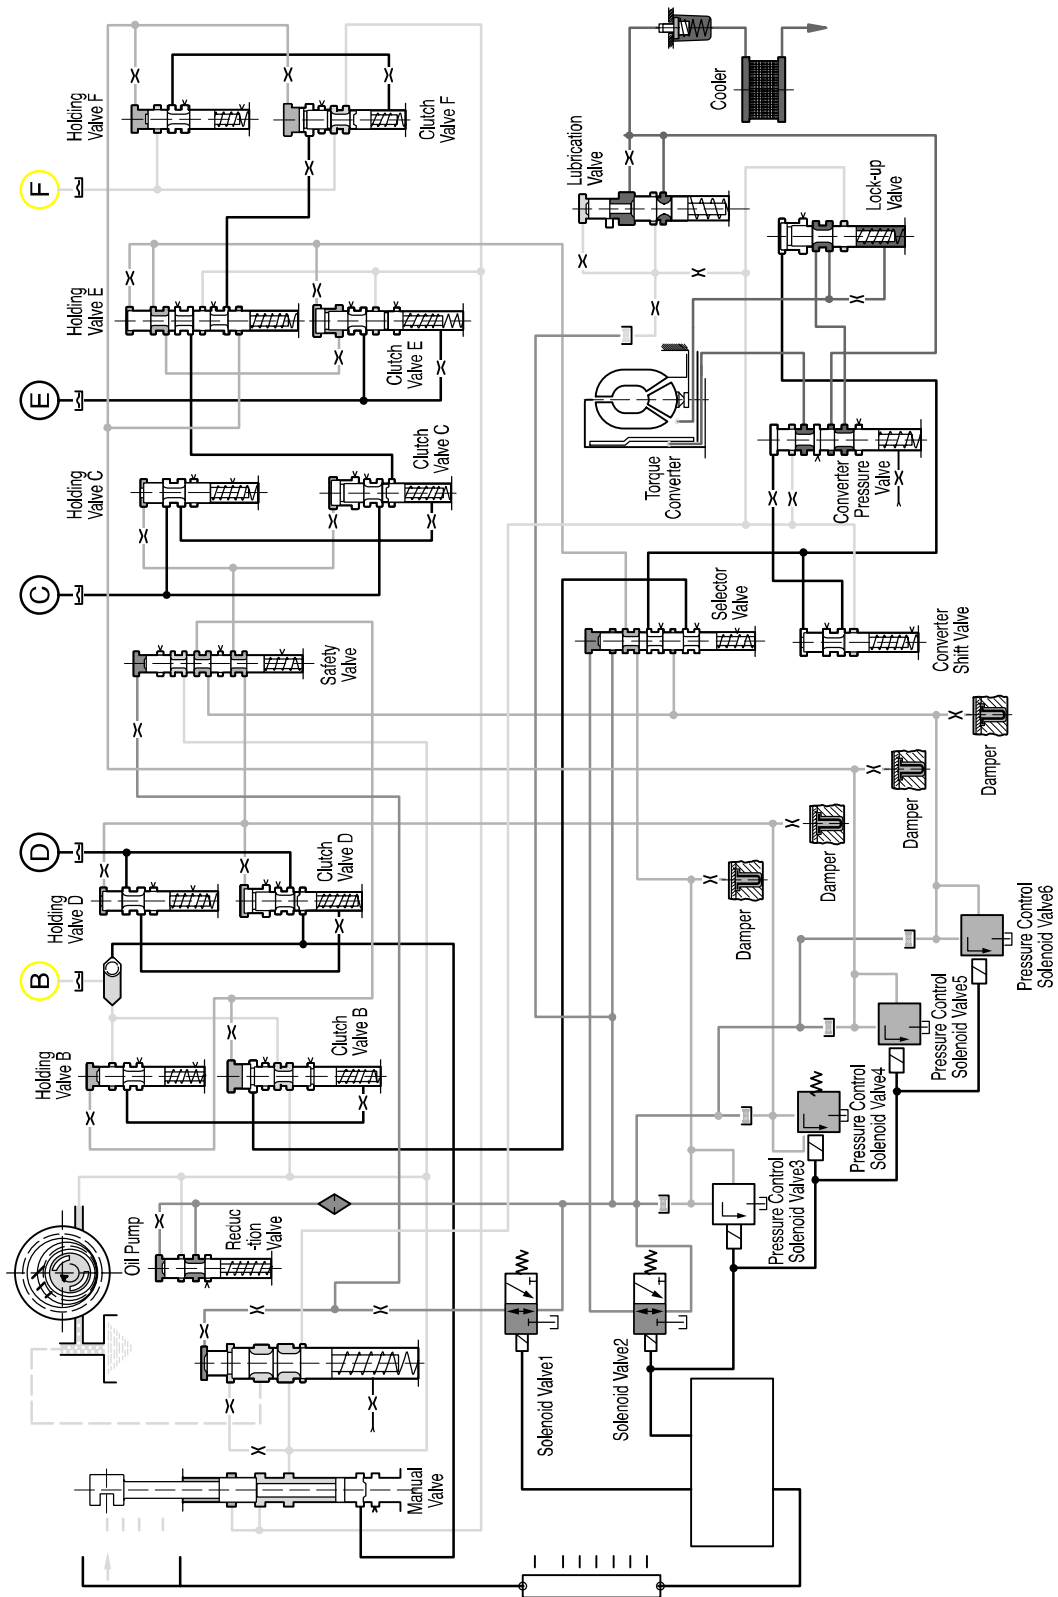 Holding
Valve F
Clutch
Valve F
F
Holding
Valve E
Clutch
Valve E
E
Holding
Valve C
Clutch
Valve C
C
Safety
Valve
D
Holding
Valve D
Clutch
Valve D
B
Holding
Valve B
Clutch
Valve B
Oil Pump
Reduc
-tion
Valve
Manual
Valve
Cooler
Lubrication
Valve
Lock-up
Valve
Torque
Converter
Converter
Pressure
Valve
Selector
Valve
Converter
Shift Valve
Damper
Damper
Damper
Damper
Pressure Control
Solenoid Valve6
Pressure Control
Solenoid Valve5
Pressure Control
Solenoid Valve4
Pressure Control
Solenoid Valve3
Solenoid Valve2
Solenoid Valve1